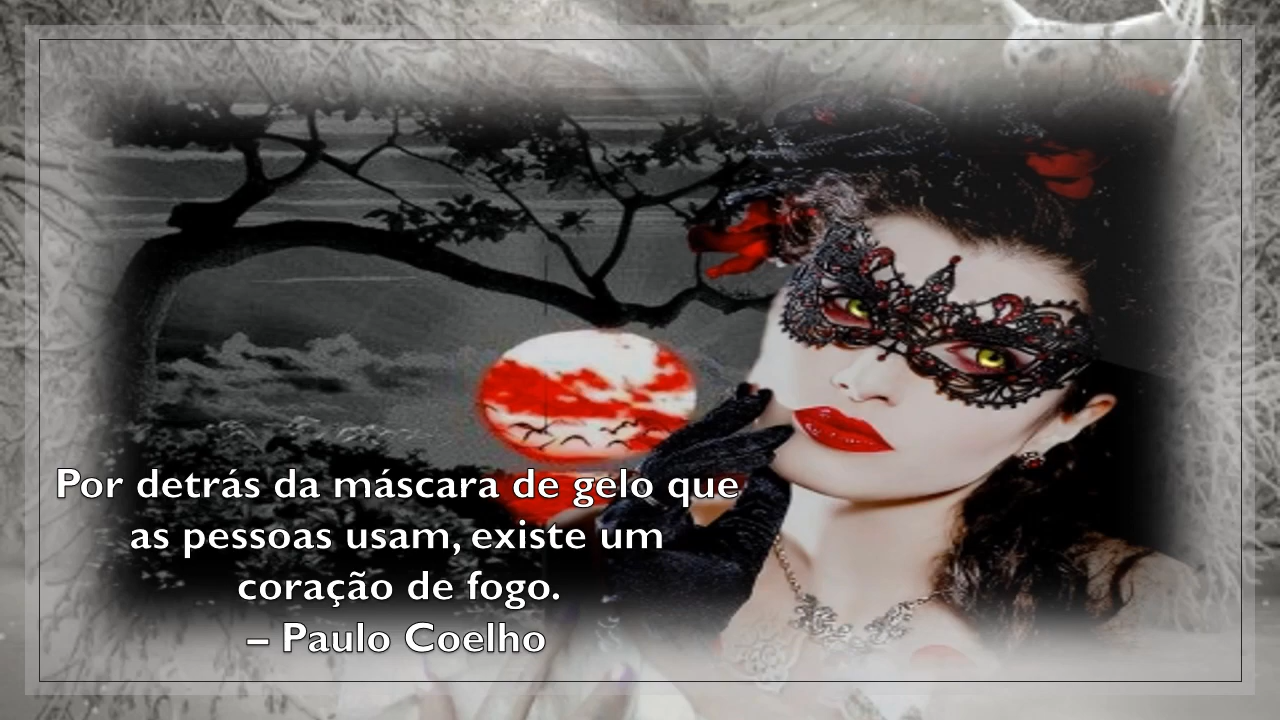 Por detrás da máscara de gelo que
as pessoas usam, existe um
coração de fogo.
– Paulo Coelho